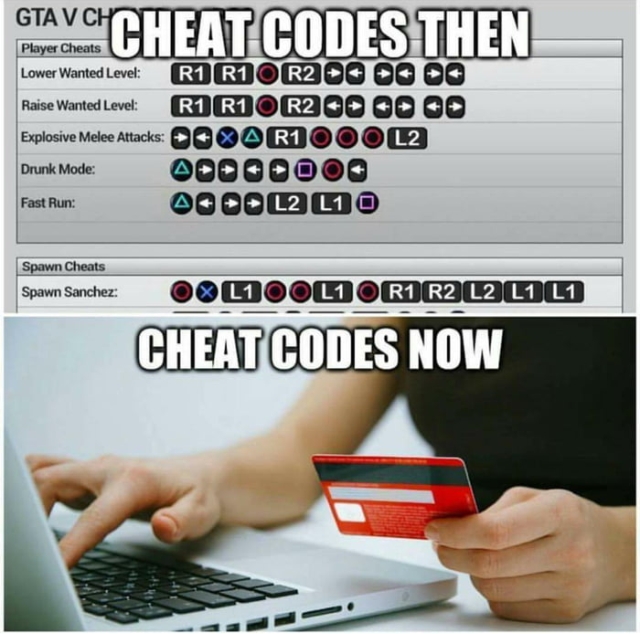 GTA V CH
CHEAT CODES THEN
Player Cheats
Lower Wanted Level: R1 R1 R2
Raise Wanted Level: R1 R1 R2
Explosive Melee Attacks: R1 L2
Drunk Mode:
Fast Run: L2 L1
Spawn Cheats
Spawn Sanchez: L1 L1 R1 R2 L2 L1 L1
CHEAT CODES NOW